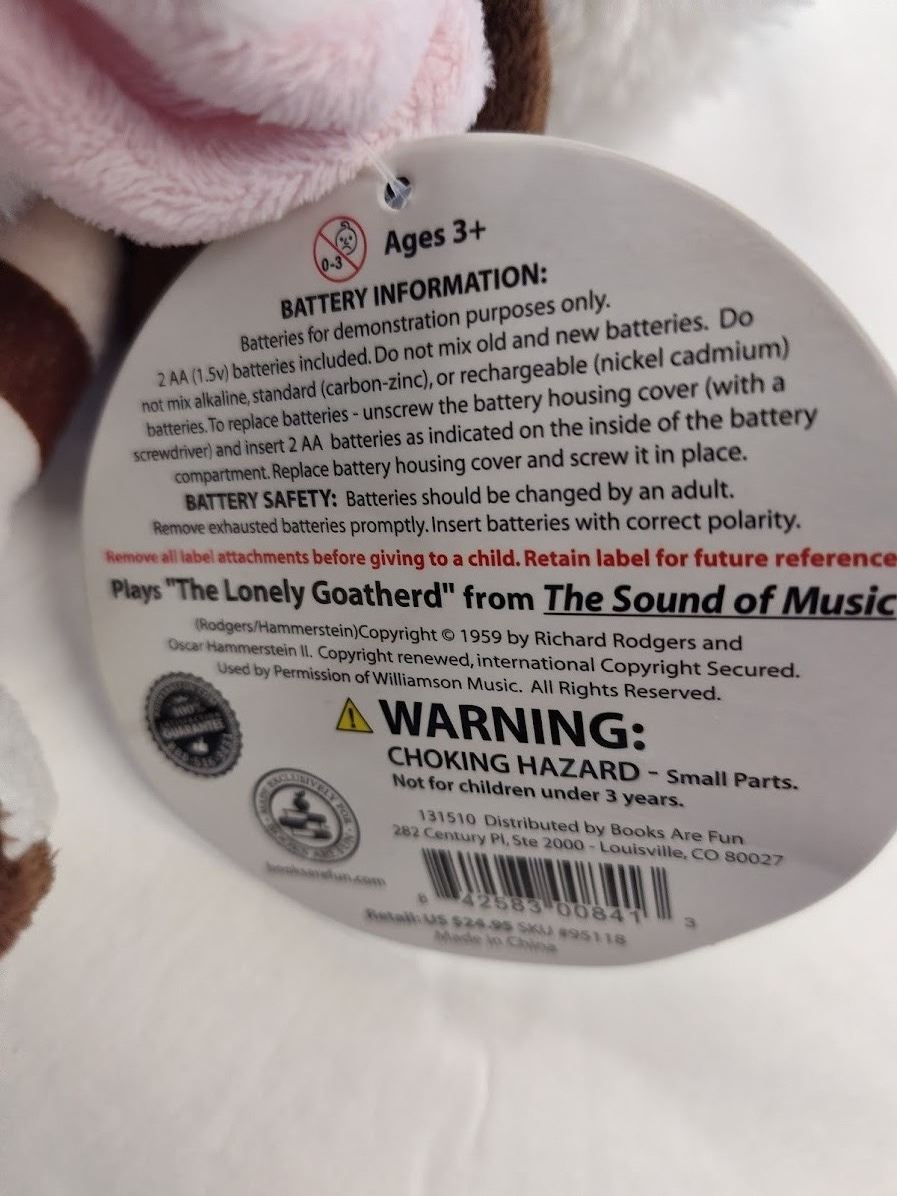 0-3
Ages 3+
BATTERY INFORMATION:
Batteries for demonstration purposes only.
2 AA (1.5v) batteries included. Do not mix old and new batteries. Do
not mix alkaline, standard (carbon-zinc), or rechargeable (nickel cadmium)
batteries. To replace batteries - unscrew the battery housing cover (with a
screwdriver) and insert 2 AA batteries as indicated on the inside of the battery
compartment. Replace battery housing cover and screw it in place.
BATTERY SAFETY: Batteries should be changed by an adult.
Remove exhausted batteries promptly. Insert batteries with correct polarity.
Remove all label attachments before giving to a child. Retain label for future reference
Plays "The Lonely Goatherd" from The Sound of Music
(Rodgers/Hammerstein)Copyright © 1959 by Richard Rodgers and
Oscar Hammerstein II. Copyright renewed, international Copyright Secured.
Used by Permission of Williamson Music. All Rights Reserved.
WARNING:
CHOKING HAZARD - Small Parts.
Not for children under 3 years.
MADE EXCLUSIVELY FOR
BOOKS ARE FUN
booksarefun.com
131510 Distributed by Books Are Fun
282 Century Pl, Ste 2000 - Louisville, CO 80027
8 42583 00841 3
Retail: US $24.95 SKU #95118
Made in China